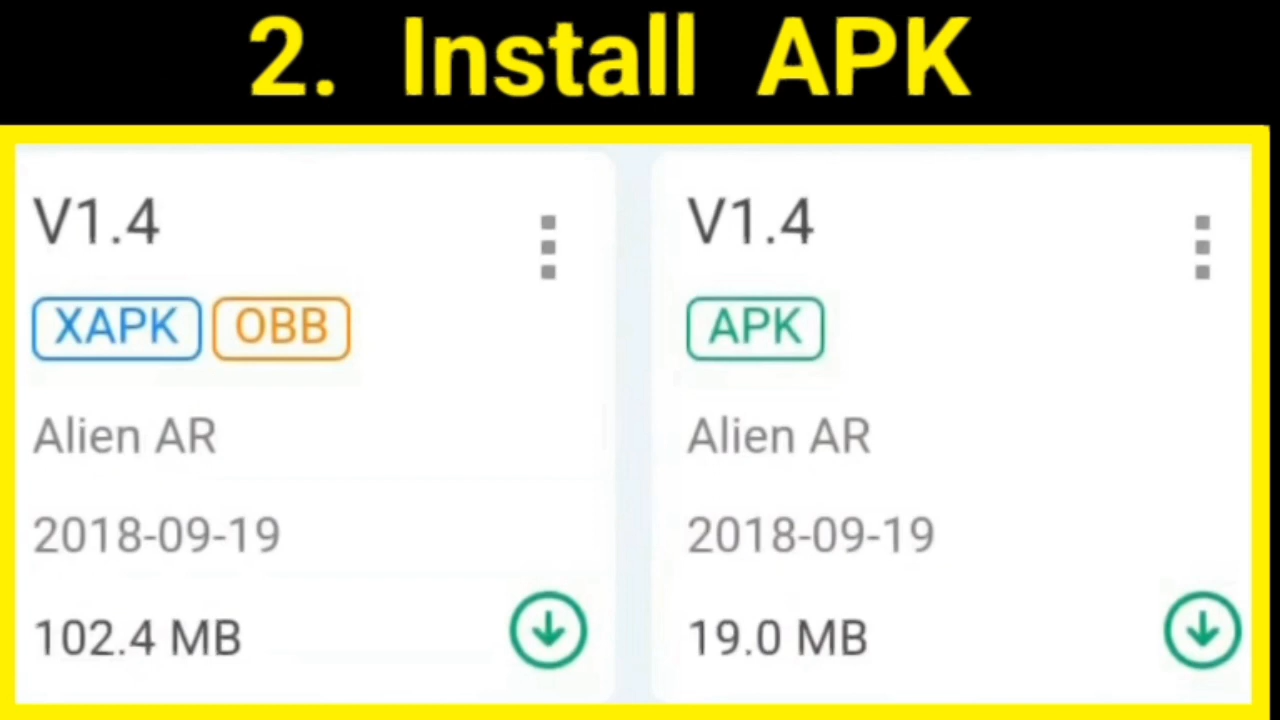 2. Install APK
V1.4
XAPK OBB
Alien AR
2018-09-19
102.4 MB
V1.4
APK
Alien AR
2018-09-19
19.0 MB